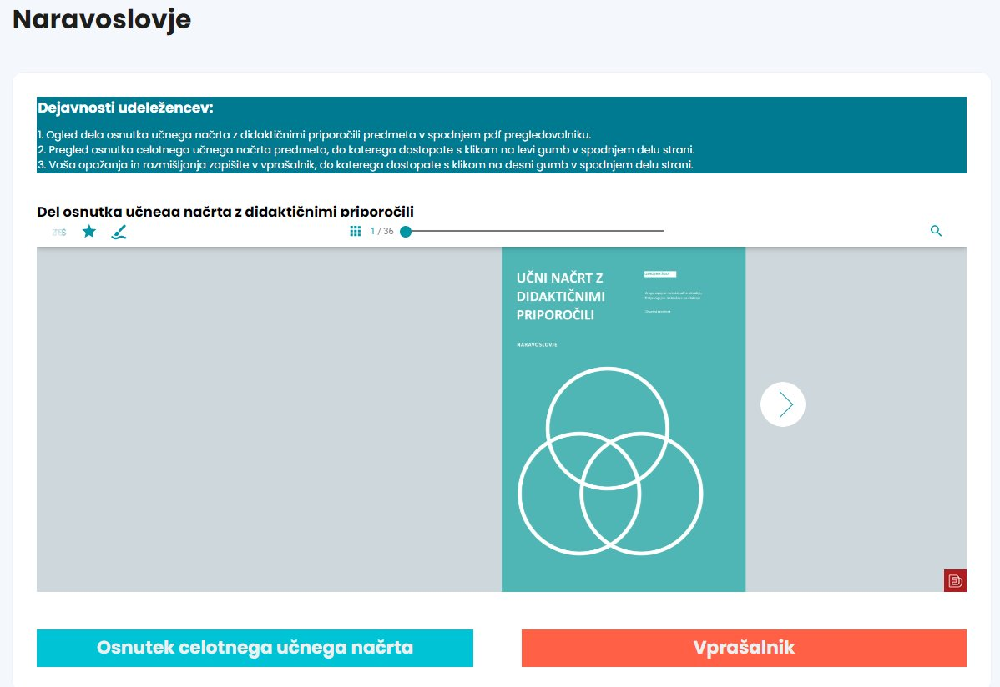 Naravoslovje
Dejavnosti udeležencev:
1. Ogled dela osnutka učnega načrta z didaktičnimi priporočili predmeta v spodnjem pdf pregledovalniku.
2. Pregled osnutka celotnega učnega načrta predmeta, do katerega dostopate s klikom na levi gumb v spodnjem delu strani.
3. Vaša opažanja in razmišljanja zapišite v vprašalnik, do katerega dostopate s klikom na desni gumb v spodnjem delu strani.
Del osnutka učnega načrta z didaktičnimi priporočili
1 / 36
UČNI NAČRT Z
DIDAKTIČNIMI
PRIPOROČILI
OSNOVNA ŠOLA
NARAVOSLOVJE
Osnutek celotnega učnega načrta
Vprašalnik